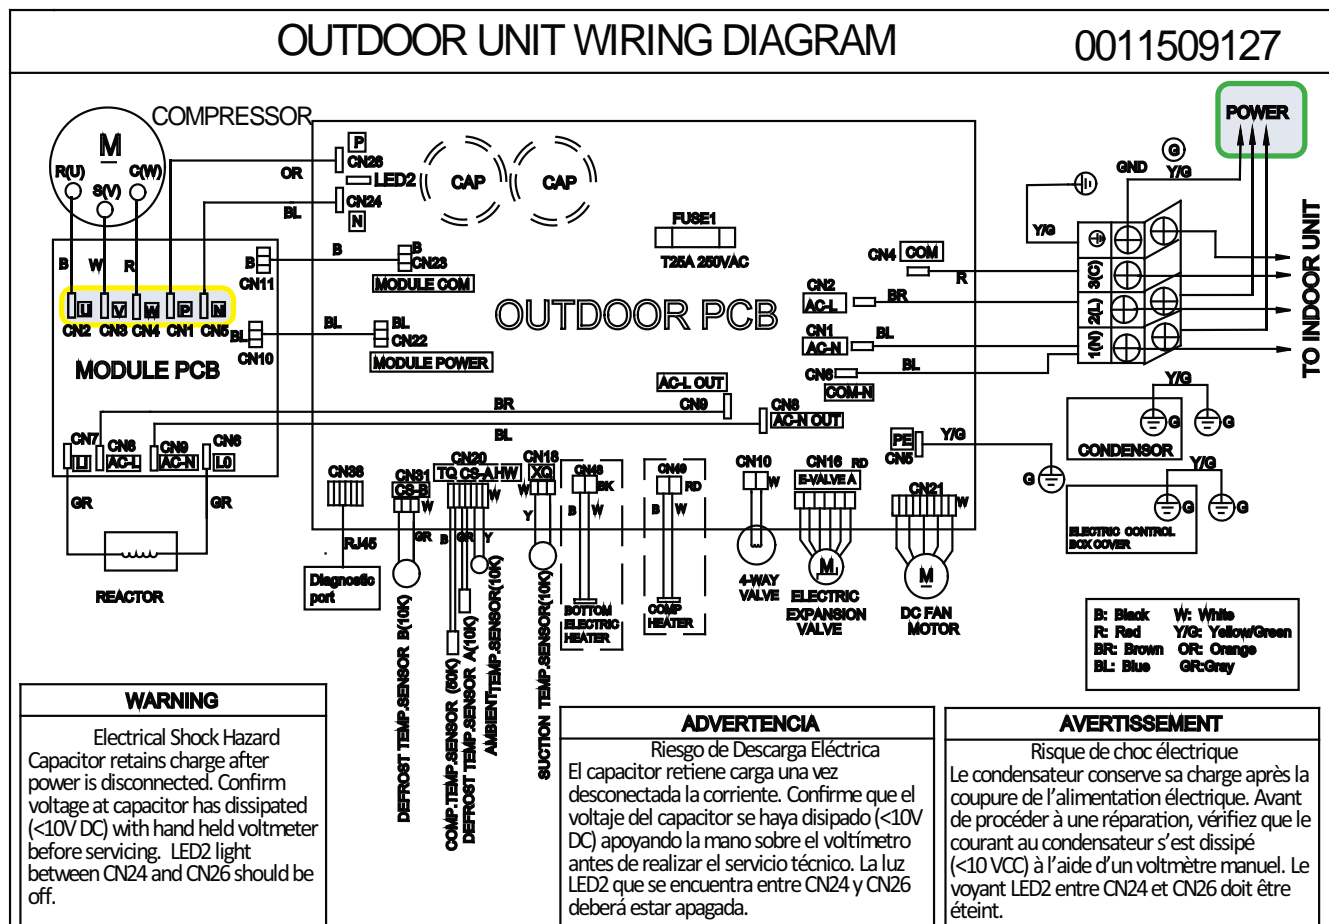 OUTDOOR UNIT WIRING DIAGRAM
0011509127
COMPRESSOR
M
R(U)
S(V)
C(W)
B
W
R
U
V
W
P
N
CN2
CN3
CN4
CN1
CN5
MODULE PCB
CN11
B
BL
CN10
CN7
LI
CN8
AC-L
CN9
AC-N
CN6
L0
GR
GR
REACTOR
OR
BL
P
CN26
LED2
CN24
N
CAP
CAP
FUSE1
T25A 250VAC
B
B
CN23
MODULE COM
BL
BL
CN22
MODULE POWER
OUTDOOR PCB
CN4
COM
R
CN2
AC-L
BR
CN1
AC-N
BL
CN6
COM-N
BL
AC-L OUT
CN9
BR
CN8
AC-N OUT
BL
PE
CN5
Y/G
G
POWER
G
GND
Y/G
Y/G
3(C)
2(L)
1(N)
TO INDOOR UNIT
Y/G
G
G
CONDENSOR
Y/G
G
G
ELECTRIC CONTROL
BOX COVER
CN36
RJ45
Diagnostic
port
CN31
CS-B
W
GR
DEFROST TEMP.SENSOR B(10K)
CN20
TQ CS-A HW
W
B
GR
Y
COMP.TEMP.SENSOR (50K)
DEFROST TEMP.SENSOR A(10K)
AMBIENT TEMP.SENSOR(10K)
CN18
XQ
W
Y
SUCTION TEMP.SENSOR(10K)
CN48
BK
B
W
BOTTOM
ELECTRIC
HEATER
CN49
RD
B
W
COMP
HEATER
CN10
W
4-WAY
VALVE
CN16
RD
E-VALVE A
M
ELECTRIC
EXPANSION
VALVE
CN21
W
M
DC FAN
MOTOR
B: Black W: White
R: Red Y/G: Yellow/Green
BR: Brown OR: Orange
BL: Blue GR:Gray
WARNING
Electrical Shock Hazard
Capacitor retains charge after
power is disconnected. Confirm
voltage at capacitor has dissipated
(<10V DC) with hand held voltmeter
before servicing. LED2 light
between CN24 and CN26 should be
off.
ADVERTENCIA
Riesgo de Descarga Eléctrica
El capacitor retiene carga una vez
desconectada la corriente. Confirme que el
voltaje del capacitor se haya disipado (<10V
DC) apoyando la mano sobre el voltímetro
antes de realizar el servicio técnico. La luz
LED2 que se encuentra entre CN24 y CN26
deberá estar apagada.
AVERTISSEMENT
Risque de choc électrique
Le condensateur conserve sa charge après la
coupure de l’alimentation électrique. Avant
de procéder à une réparation, vérifiez que le
courant au condensateur s’est dissipé
(<10 VCC) à l’aide d’un voltmètre manuel. Le
voyant LED2 entre CN24 et CN26 doit être
éteint.